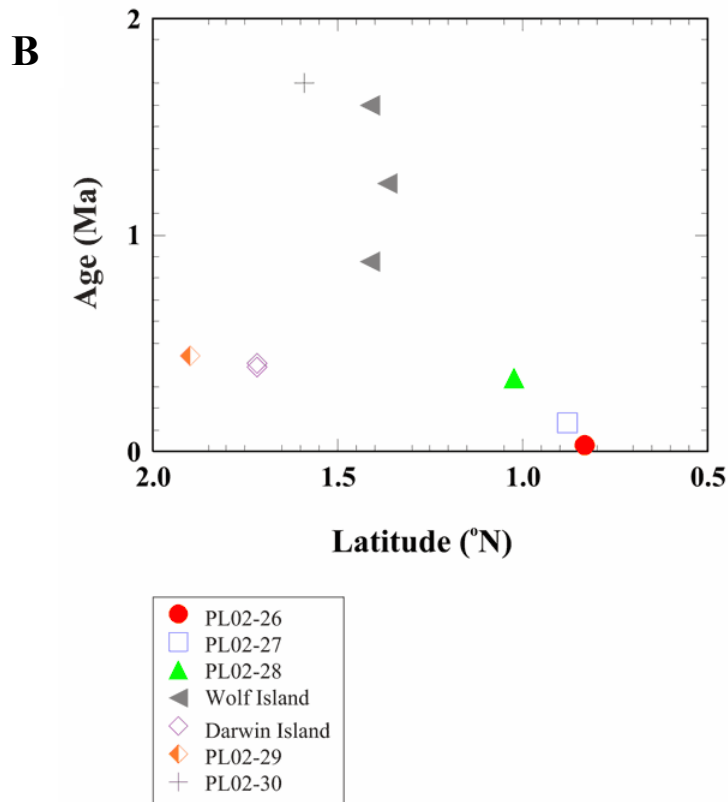 B
2
1
0
Age (Ma)
2.0 1.5 1.0 0.5
Latitude (°N)
PL02-26
PL02-27
PL02-28
Wolf Island
Darwin Island
PL02-29
PL02-30